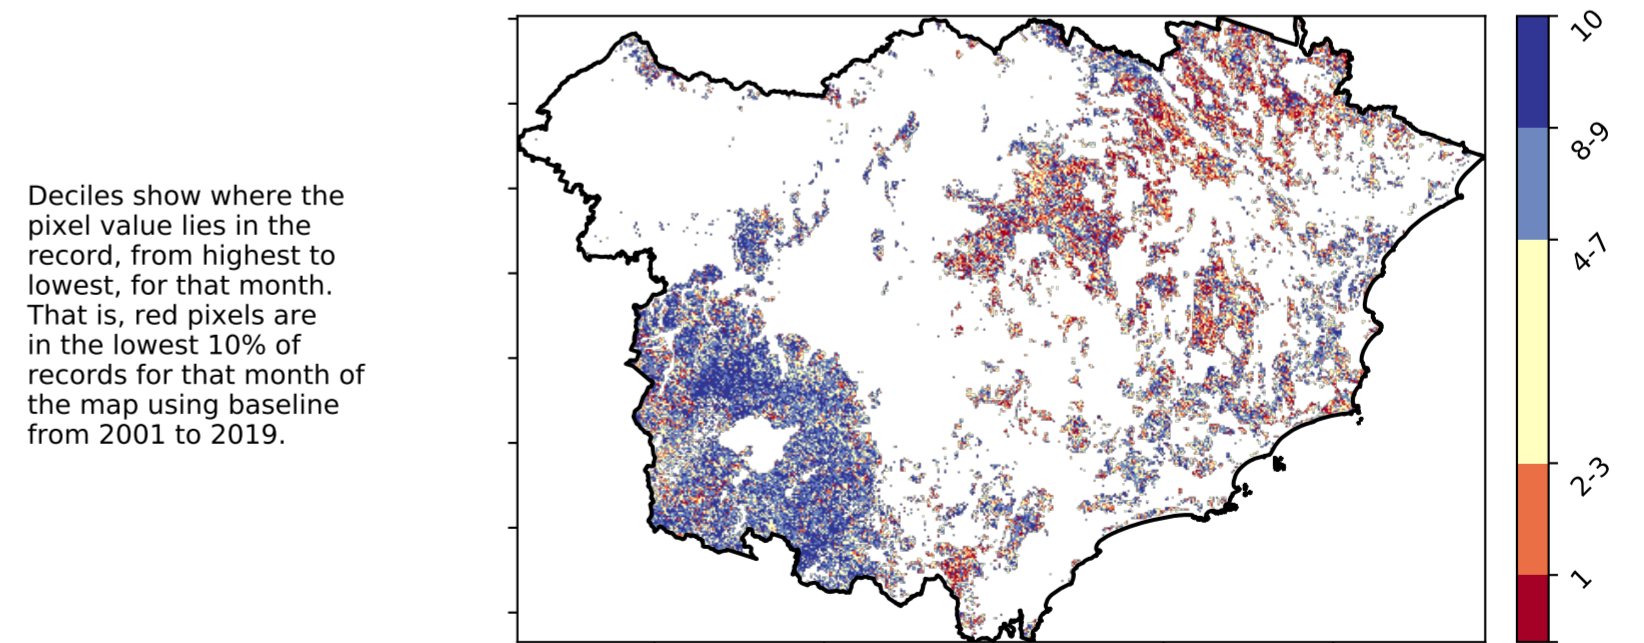 Deciles show where the
pixel value lies in the
record, from highest to
lowest, for that month.
That is, red pixels are
in the lowest 10% of
records for that month of
the map using baseline
from 2001 to 2019.
10
8-9
4-7
2-3
1